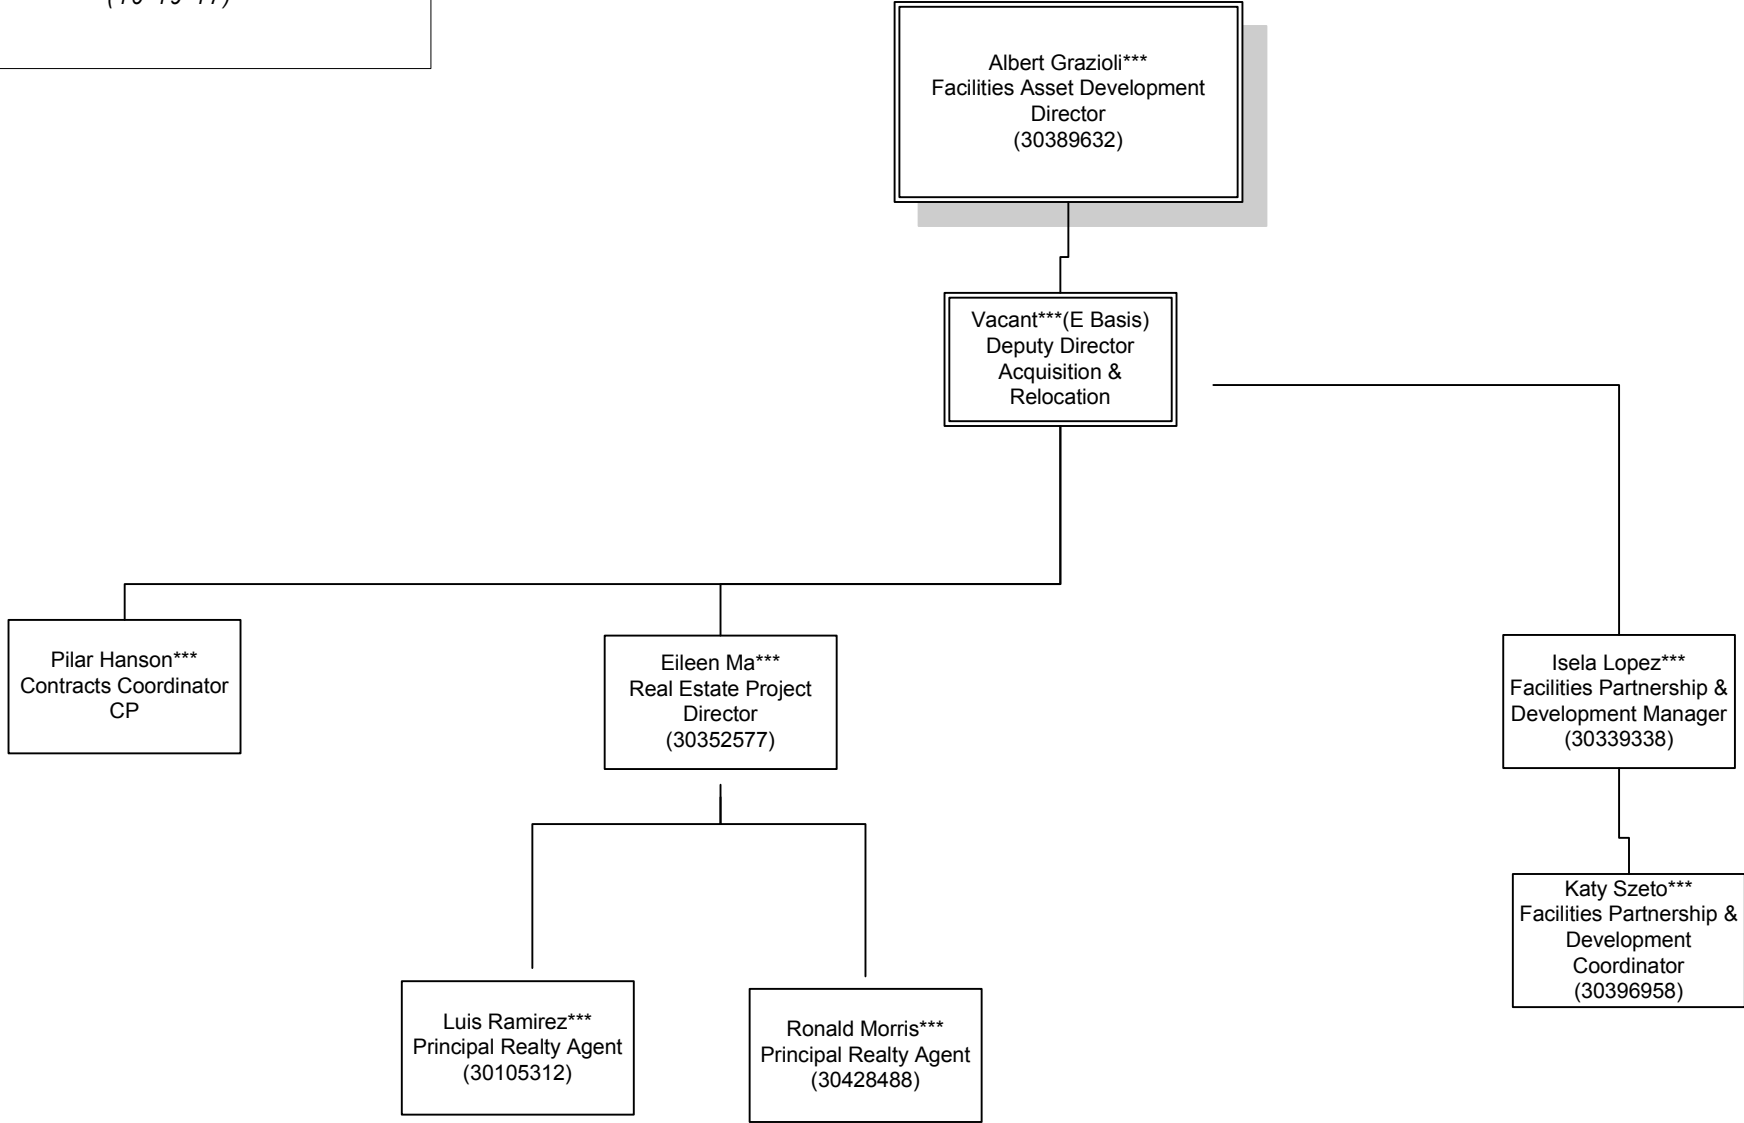 Albert Grazioli***
Facilities Asset Development
Director
(30389632)
Vacant***(E Basis)
Deputy Director
Acquisition &
Relocation
Pilar Hanson***
Contracts Coordinator
CP
Eileen Ma***
Real Estate Project
Director
(30352577)
Isela Lopez***
Facilities Partnership &
Development Manager
(30339338)
Katy Szeto***
Facilities Partnership &
Development
Coordinator
(30396958)
Luis Ramirez***
Principal Realty Agent
(30105312)
Ronald Morris***
Principal Realty Agent
(30428488)